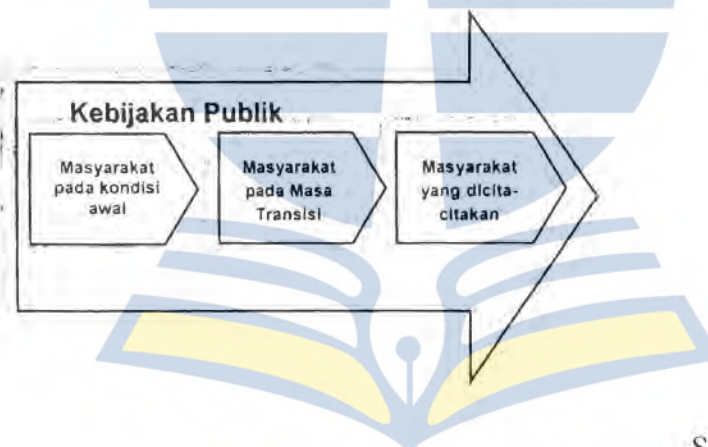 Kebijakan Publik
Masyarakat
pada kondisi
awal
Masyarakat
pada Masa
Transisi
Masyarakat
yang dicita-
citakan
S